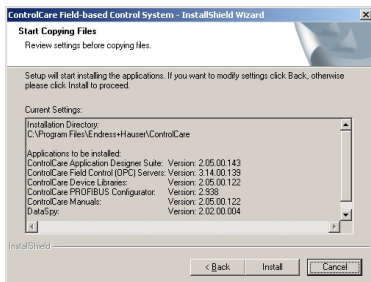 ControlCare Field-based Control System - InstallShield Wizard
Start Copying Files
Review settings before copying files.
Setup will start installing the applications. If you want to modify settings click Back, otherwise
please click Install to proceed.
Current Settings:
Installation Directory:
C:\Program Files\Endress+Hauser\ControlCare
Applications to be installed:
ControlCare Application Designer Suite: Version: 2.05.00.143
ControlCare Field Control (OPC) Servers: Version: 3.14.00.139
ControlCare Device Libraries: Version: 2.05.00.122
ControlCare PROFIBUS Configurator: Version: 2.938
ControlCare Manuals: Version: 2.05.00.122
DataSpy: Version: 2.02.00.004
InstallShield
< Back Install Cancel